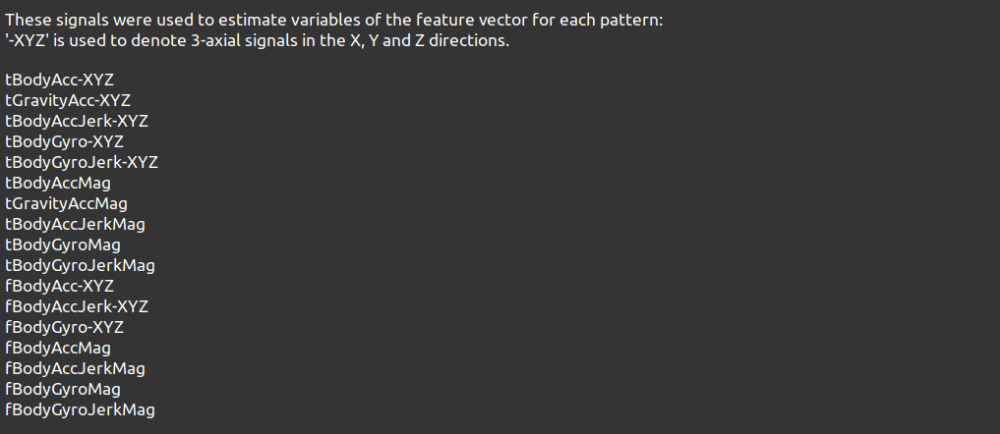 These signals were used to estimate variables of the feature vector for each pattern:
'-XYZ' is used to denote 3-axial signals in the X, Y and Z directions.
tBodyAcc-XYZ
tGravityAcc-XYZ
tBodyAccJerk-XYZ
tBodyGyro-XYZ
tBodyGyroJerk-XYZ
tBodyAccMag
tGravityAccMag
tBodyAccJerkMag
tBodyGyroMag
tBodyGyroJerkMag
fBodyAcc-XYZ
fBodyAccJerk-XYZ
fBodyGyro-XYZ
fBodyAccMag
fBodyAccJerkMag
fBodyGyroMag
fBodyGyroJerkMag